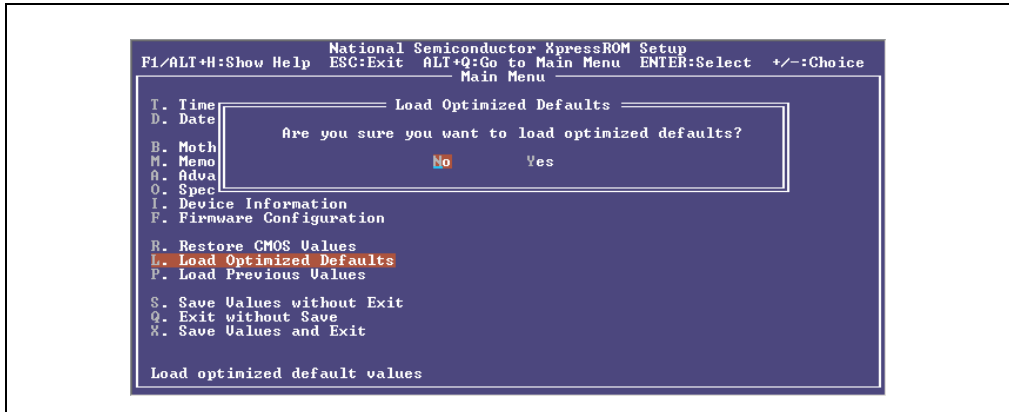 National Semiconductor XpressROM Setup
F1/ALT+H:Show Help ESC:Exit ALT+Q:Go to Main Menu ENTER:Select +/-:Choice
Main Menu
T. Time
D. Date
Load Optimized Defaults
Are you sure you want to load optimized defaults?
No Yes
B. Moth
M. Memo
A. Adva
O. Spec
I. Device Information
F. Firmware Configuration
R. Restore CMOS Values
L. Load Optimized Defaults
P. Load Previous Values
S. Save Values without Exit
Q. Exit without Save
X. Save Values and Exit
Load optimized default values